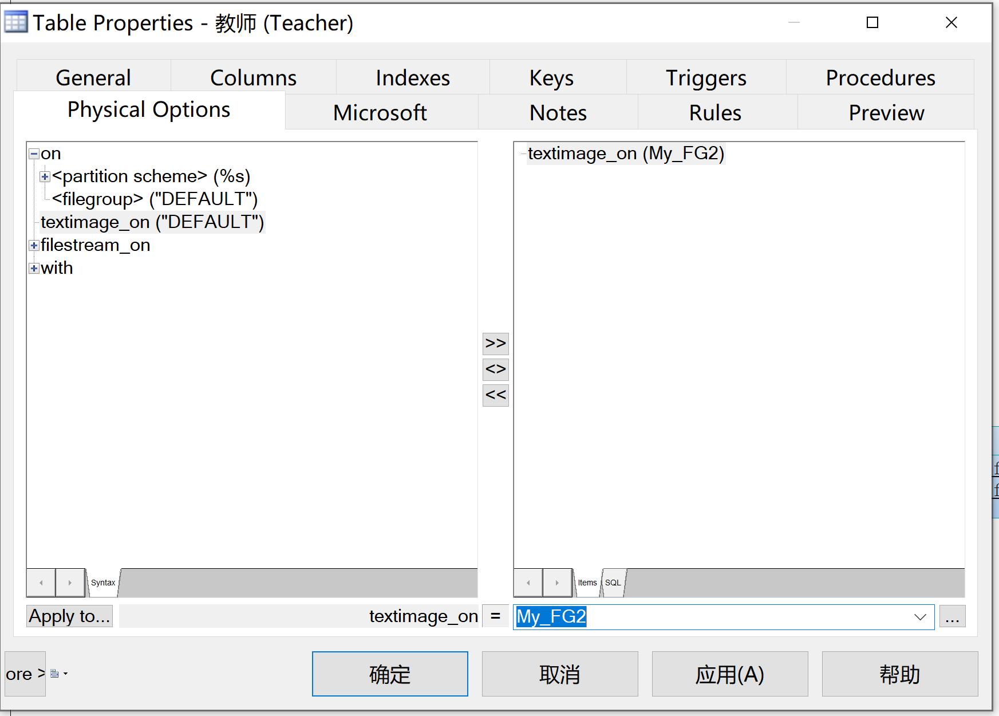 Table Properties - 教师 (Teacher)
General Columns Indexes Keys Triggers Procedures
Physical Options Microsoft Notes Rules Preview
on
<partition scheme> (%s)
<filegroup> ("DEFAULT")
textimage_on ("DEFAULT")
filestream_on
with
>>
<>
<<
textimage_on (My_FG2)
Syntax
Items SQL
Apply to... textimage_on = My_FG2 ...
ore > 确定 取消 应用(A) 帮助